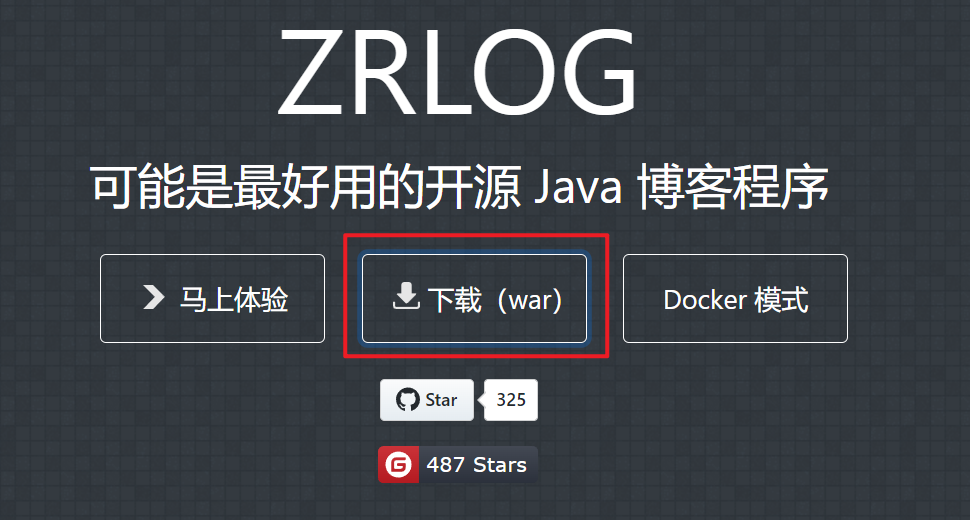 ZRLOG
可能是最好用的开源 Java 博客程序
马上体验
下载（war）
Docker 模式
Star
325
487 Stars